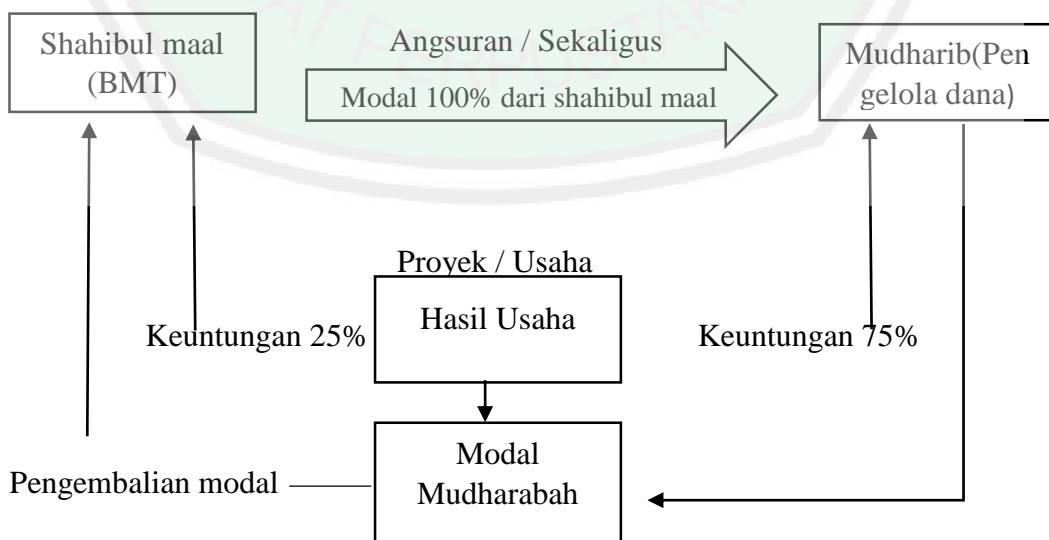 Shahibul maal
(BMT)
Angsuran / Sekaligus
Modal 100% dari shahibul maal
Mudharib(Pen
gelola dana)
PERPUSTAK
Proyek / Usaha
Hasil Usaha
Keuntungan 25%
Keuntungan 75%
Modal
Mudharabah
Pengembalian modal